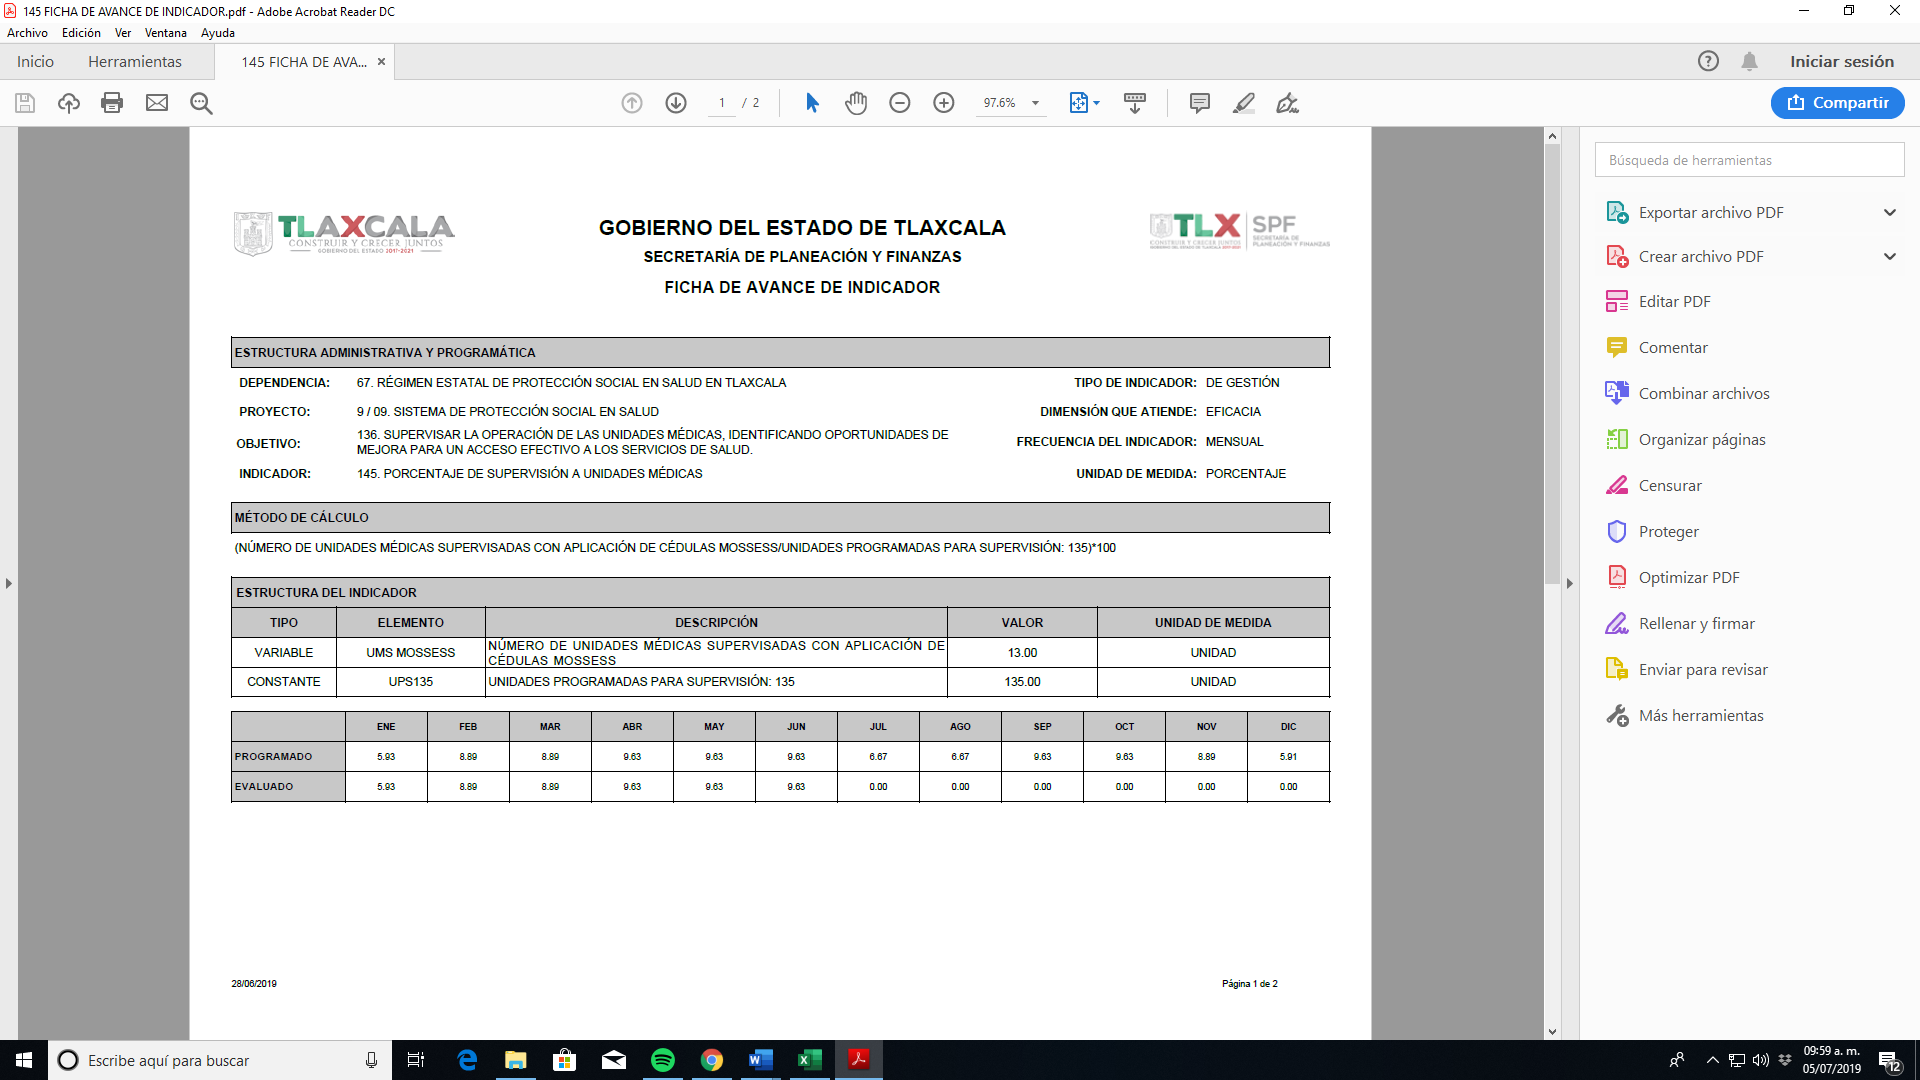 145 FICHA DE AVANCE DE INDICADOR.pdf - Adobe Acrobat Reader DC
Archivo Edición Ver Ventana Ayuda
Inicio Herramientas 145 FICHA DE AVA... × Iniciar sesión
1 / 2 97.6% Compartir
TLAXCALA
CONSTRUIR Y CRECER JUNTOS
GOBIERNO DEL ESTADO 2017-2021
GOBIERNO DEL ESTADO DE TLAXCALA
SECRETARÍA DE PLANEACIÓN Y FINANZAS
FICHA DE AVANCE DE INDICADOR
TLX SPF
CONSTRUIR Y CRECER JUNTOS
SECRETARÍA DE
PLANEACIÓN Y FINANZAS
ESTRUCTURA ADMINISTRATIVA Y PROGRAMÁTICA
DEPENDENCIA: 67. RÉGIMEN ESTATAL DE PROTECCIÓN SOCIAL EN SALUD EN TLAXCALA TIPO DE INDICADOR: DE GESTIÓN
PROYECTO: 9 / 09. SISTEMA DE PROTECCIÓN SOCIAL EN SALUD DIMENSIÓN QUE ATIENDE: EFICACIA
OBJETIVO: 136. SUPERVISAR LA OPERACIÓN DE LAS UNIDADES MÉDICAS, IDENTIFICANDO OPORTUNIDADES DE
MEJORA PARA UN ACCESO EFECTIVO A LOS SERVICIOS DE SALUD. FRECUENCIA DEL INDICADOR: MENSUAL
INDICADOR: 145. PORCENTAJE DE SUPERVISIÓN A UNIDADES MÉDICAS UNIDAD DE MEDIDA: PORCENTAJE
MÉTODO DE CÁLCULO
(NÚMERO DE UNIDADES MÉDICAS SUPERVISADAS CON APLICACIÓN DE CÉDULAS MOSSESS/UNIDADES PROGRAMADAS PARA SUPERVISIÓN: 135)*100
ESTRUCTURA DEL INDICADOR
TIPO ELEMENTO DESCRIPCIÓN VALOR UNIDAD DE MEDIDA
VARIABLE UMS MOSSESS NÚMERO DE UNIDADES MÉDICAS SUPERVISADAS CON APLICACIÓN DE
CÉDULAS MOSSESS 13.00 UNIDAD
CONSTANTE UPS135 UNIDADES PROGRAMADAS PARA SUPERVISIÓN: 135 135.00 UNIDAD
ENE FEB MAR ABR MAY JUN JUL AGO SEP OCT NOV DIC
PROGRAMADO 5.93 8.89 8.89 9.63 9.63 9.63 6.67 6.67 9.63 9.63 8.89 5.91
EVALUADO 5.93 8.89 8.89 9.63 9.63 9.63 0.00 0.00 0.00 0.00 0.00 0.00
28/06/2019 Página 1 de 2
Búsqueda de herramientas
Exportar archivo PDF
Crear archivo PDF
Editar PDF
Comentar
Combinar archivos
Organizar páginas
Censurar
Proteger
Optimizar PDF
Rellenar y firmar
Enviar para revisar
Más herramientas
Escribe aquí para buscar
09:59 a. m.
05/07/2019
12